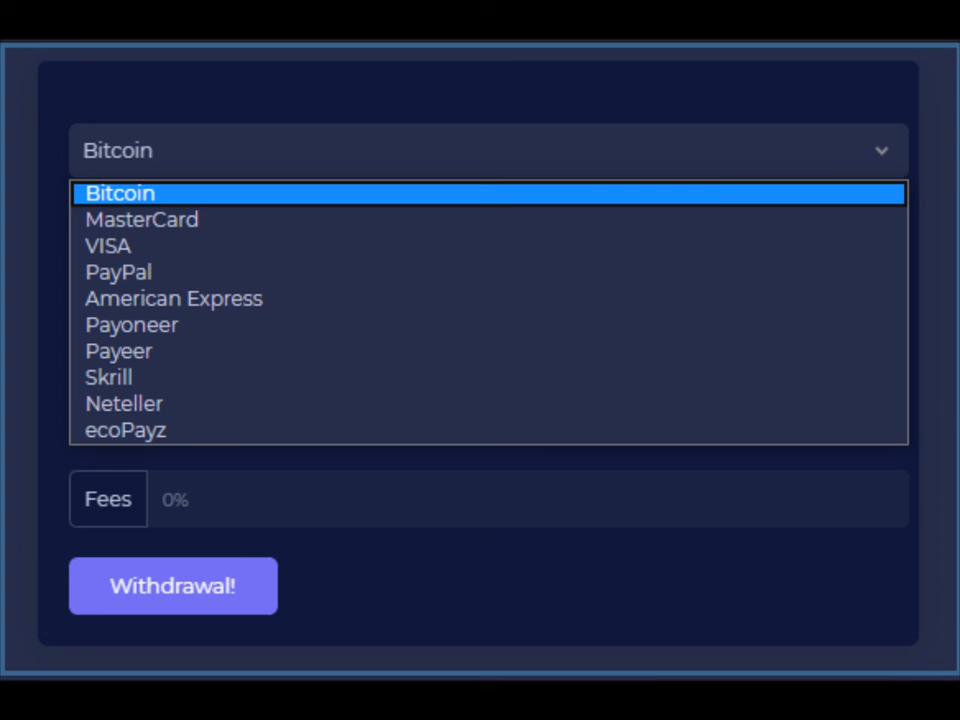 Bitcoin
Bitcoin
MasterCard
VISA
PayPal
American Express
Payoneer
Payeer
Skrill
Neteller
ecoPayz
Fees 0%
Withdrawal!